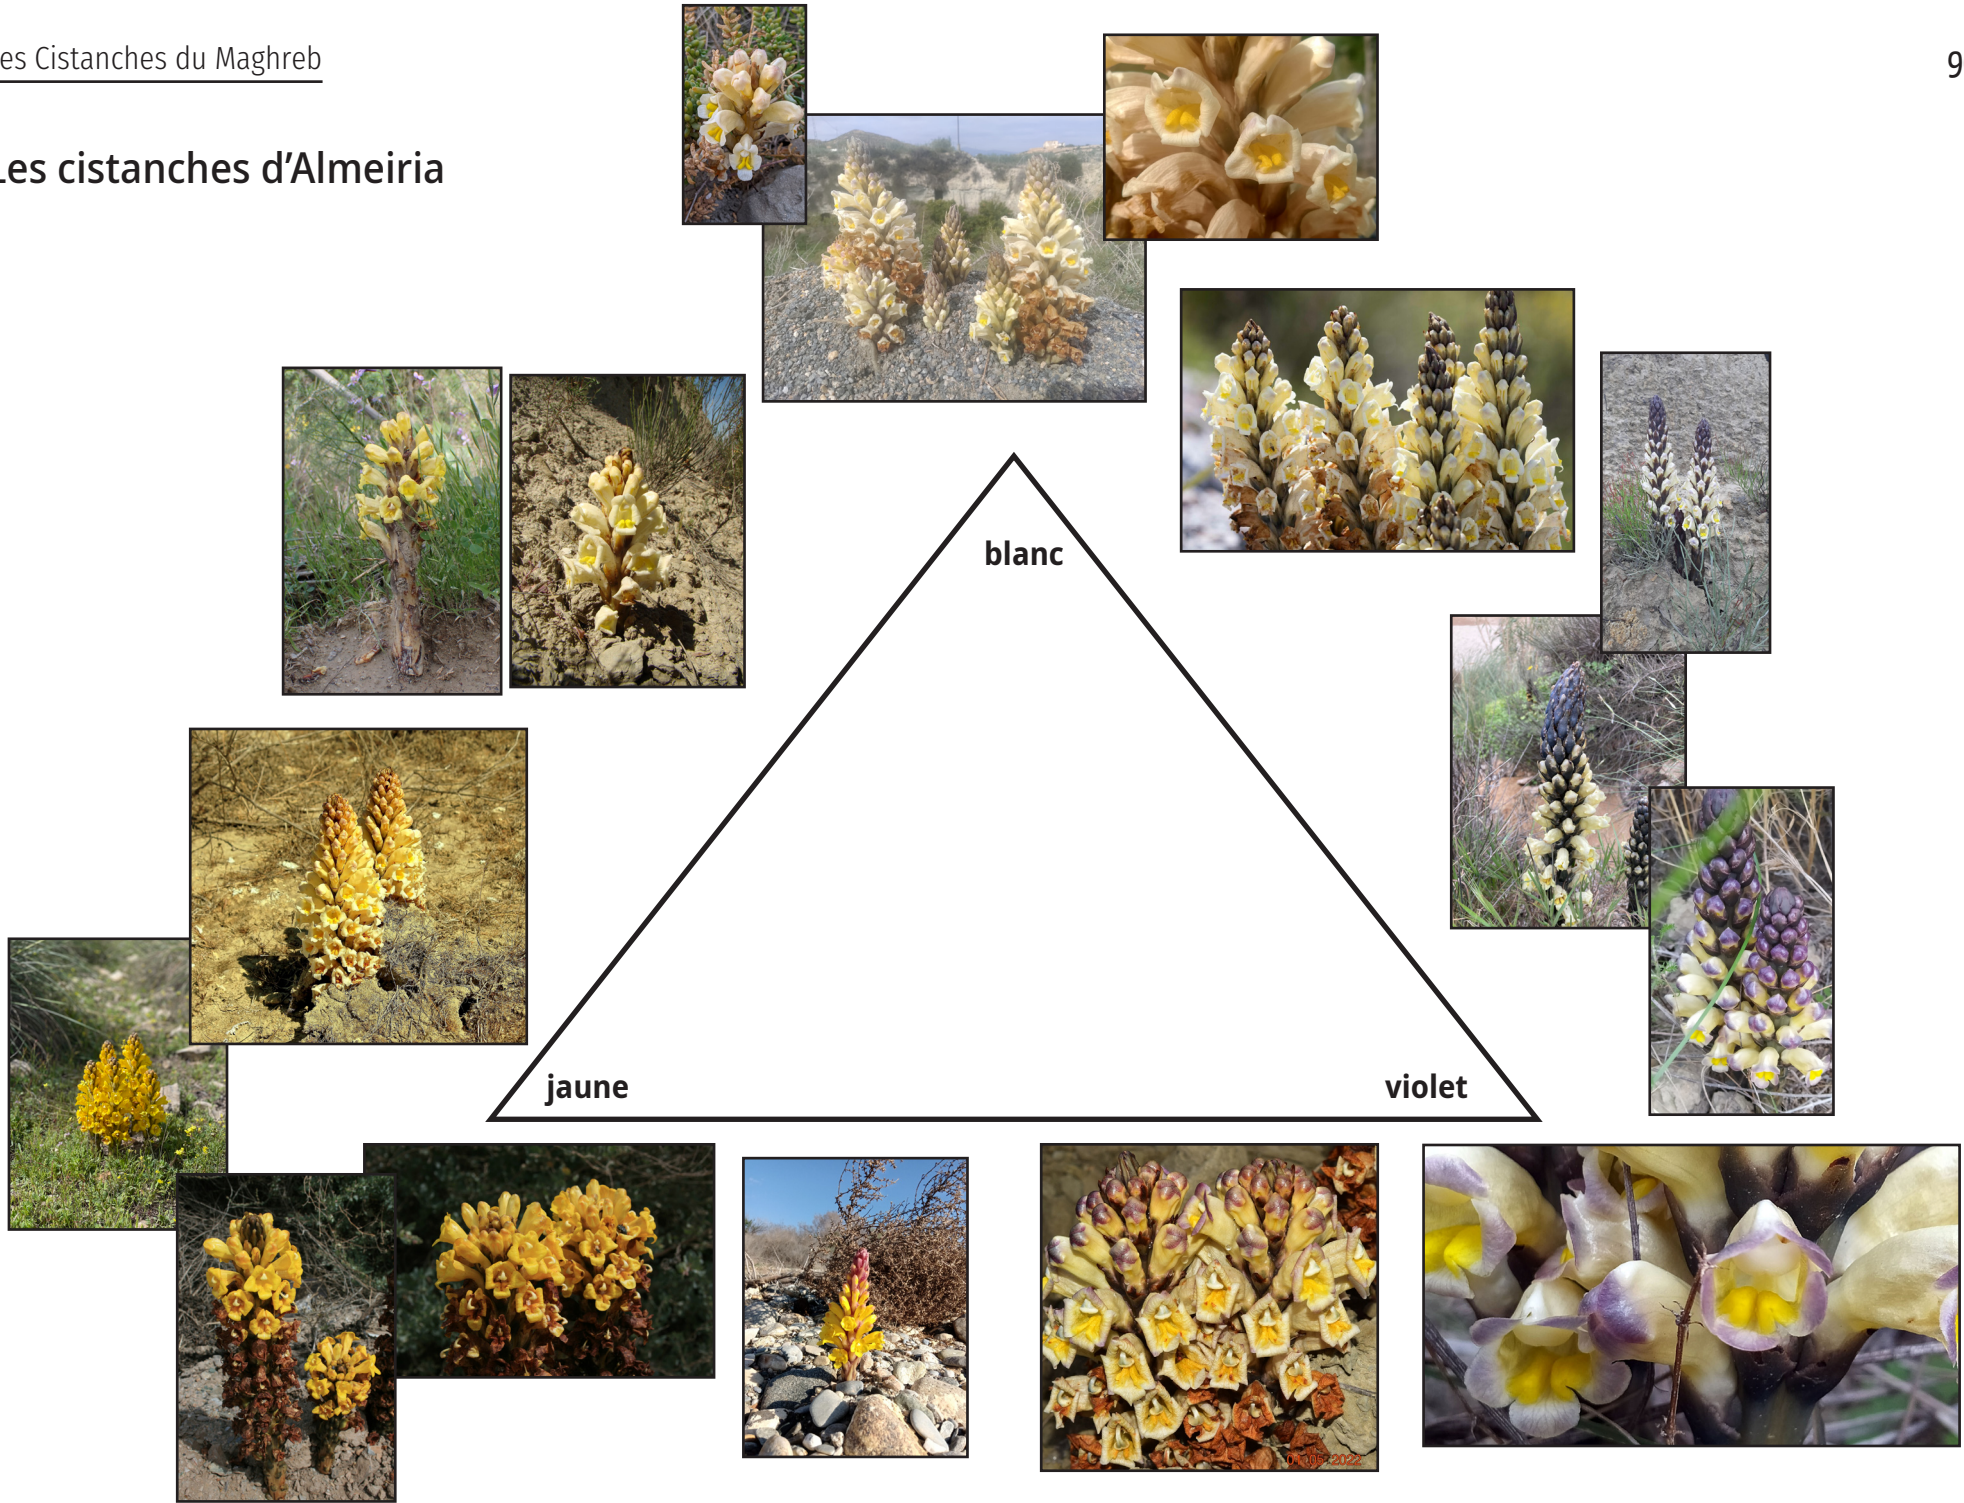 es Cistanches du Maghreb
9
Les cistanches d'Almeiria
blanc
jaune
violet